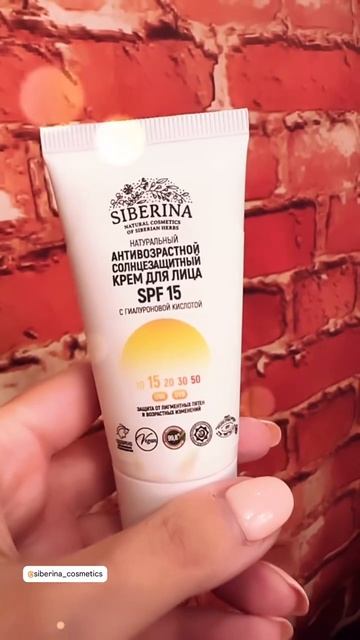 SIBERINA
NATURAL COSMETICS
OF SIBERIAN HERBS
НАТУРАЛЬНЫЙ
АНТИВОЗРАСТНОЙ
СОЛНЦЕЗАЩИТНЫЙ
КРЕМ ДЛЯ ЛИЦА
SPF 15
С ГИАЛУРОНОВОЙ КИСЛОТОЙ
10 15 20 30 50
ЗАЩИТА ОТ ПИГМЕНТНЫХ ПЯТЕН
И ВОЗРАСТНЫХ ИЗМЕНЕНИЙ
Vegan
@siberina_cosmetics